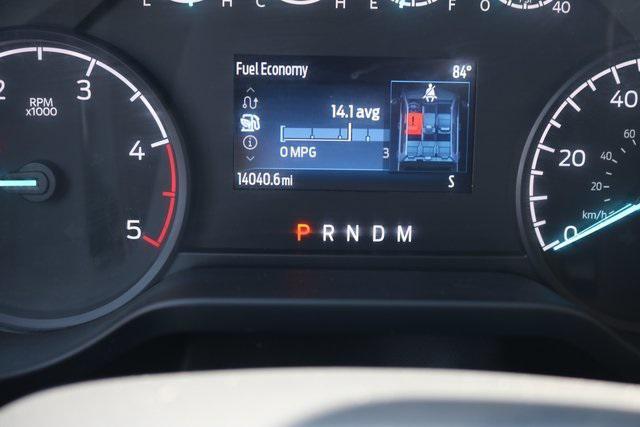 L H C H E F O 40
Fuel Economy 84°
2 3 4 5
RPM
x1000
14.1 avg
0 MPG 3
14040.6 mi S
P R N D M
40
20
0
60
40
20
km/h